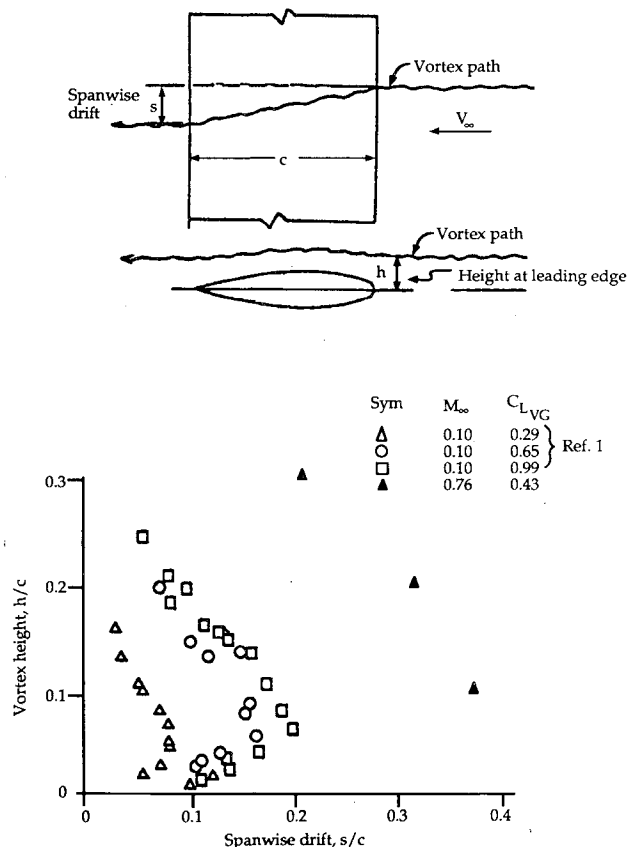 Vortex path
Spanwise
drift
s
V∞
c
Vortex path
h
Height at leading edge
Sym M∞ C_L_VG
0.10 0.29
0.10 0.65
0.10 0.99
Ref. 1
0.76 0.43
0.3
0.2
0.1
0
Vortex height, h/c
0 0.1 0.2 0.3 0.4
Spanwise drift, s/c